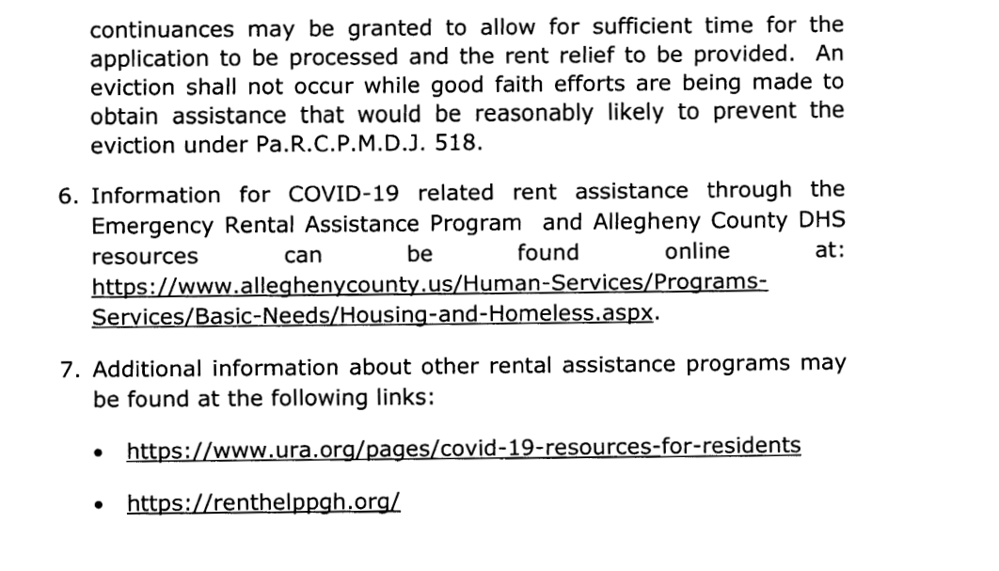 continuances may be granted to allow for sufficient time for the
application to be processed and the rent relief to be provided. An
eviction shall not occur while good faith efforts are being made to
obtain assistance that would be reasonably likely to prevent the
eviction under Pa.R.C.P.M.D.J. 518.
6. Information for COVID-19 related rent assistance through the
Emergency Rental Assistance Program and Allegheny County DHS
resources can be found online at:
https://www.alleghenycounty.us/Human-Services/Programs-
Services/Basic-Needs/Housing-and-Homeless.aspx.
7. Additional information about other rental assistance programs may
be found at the following links:
• https://www.ura.org/pages/covid-19-resources-for-residents
• https://renthelppgh.org/